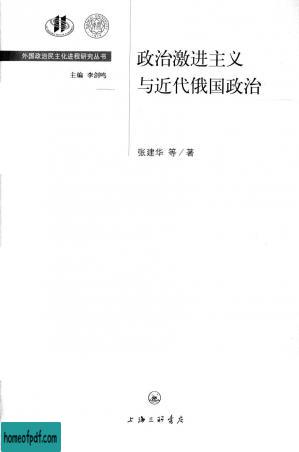 外国政治民主化进程研究丛书
主编 李剑鸣
政治激进主义
与近代俄国政治
张建华 等/著
上海三联书店
homeofpdf.com